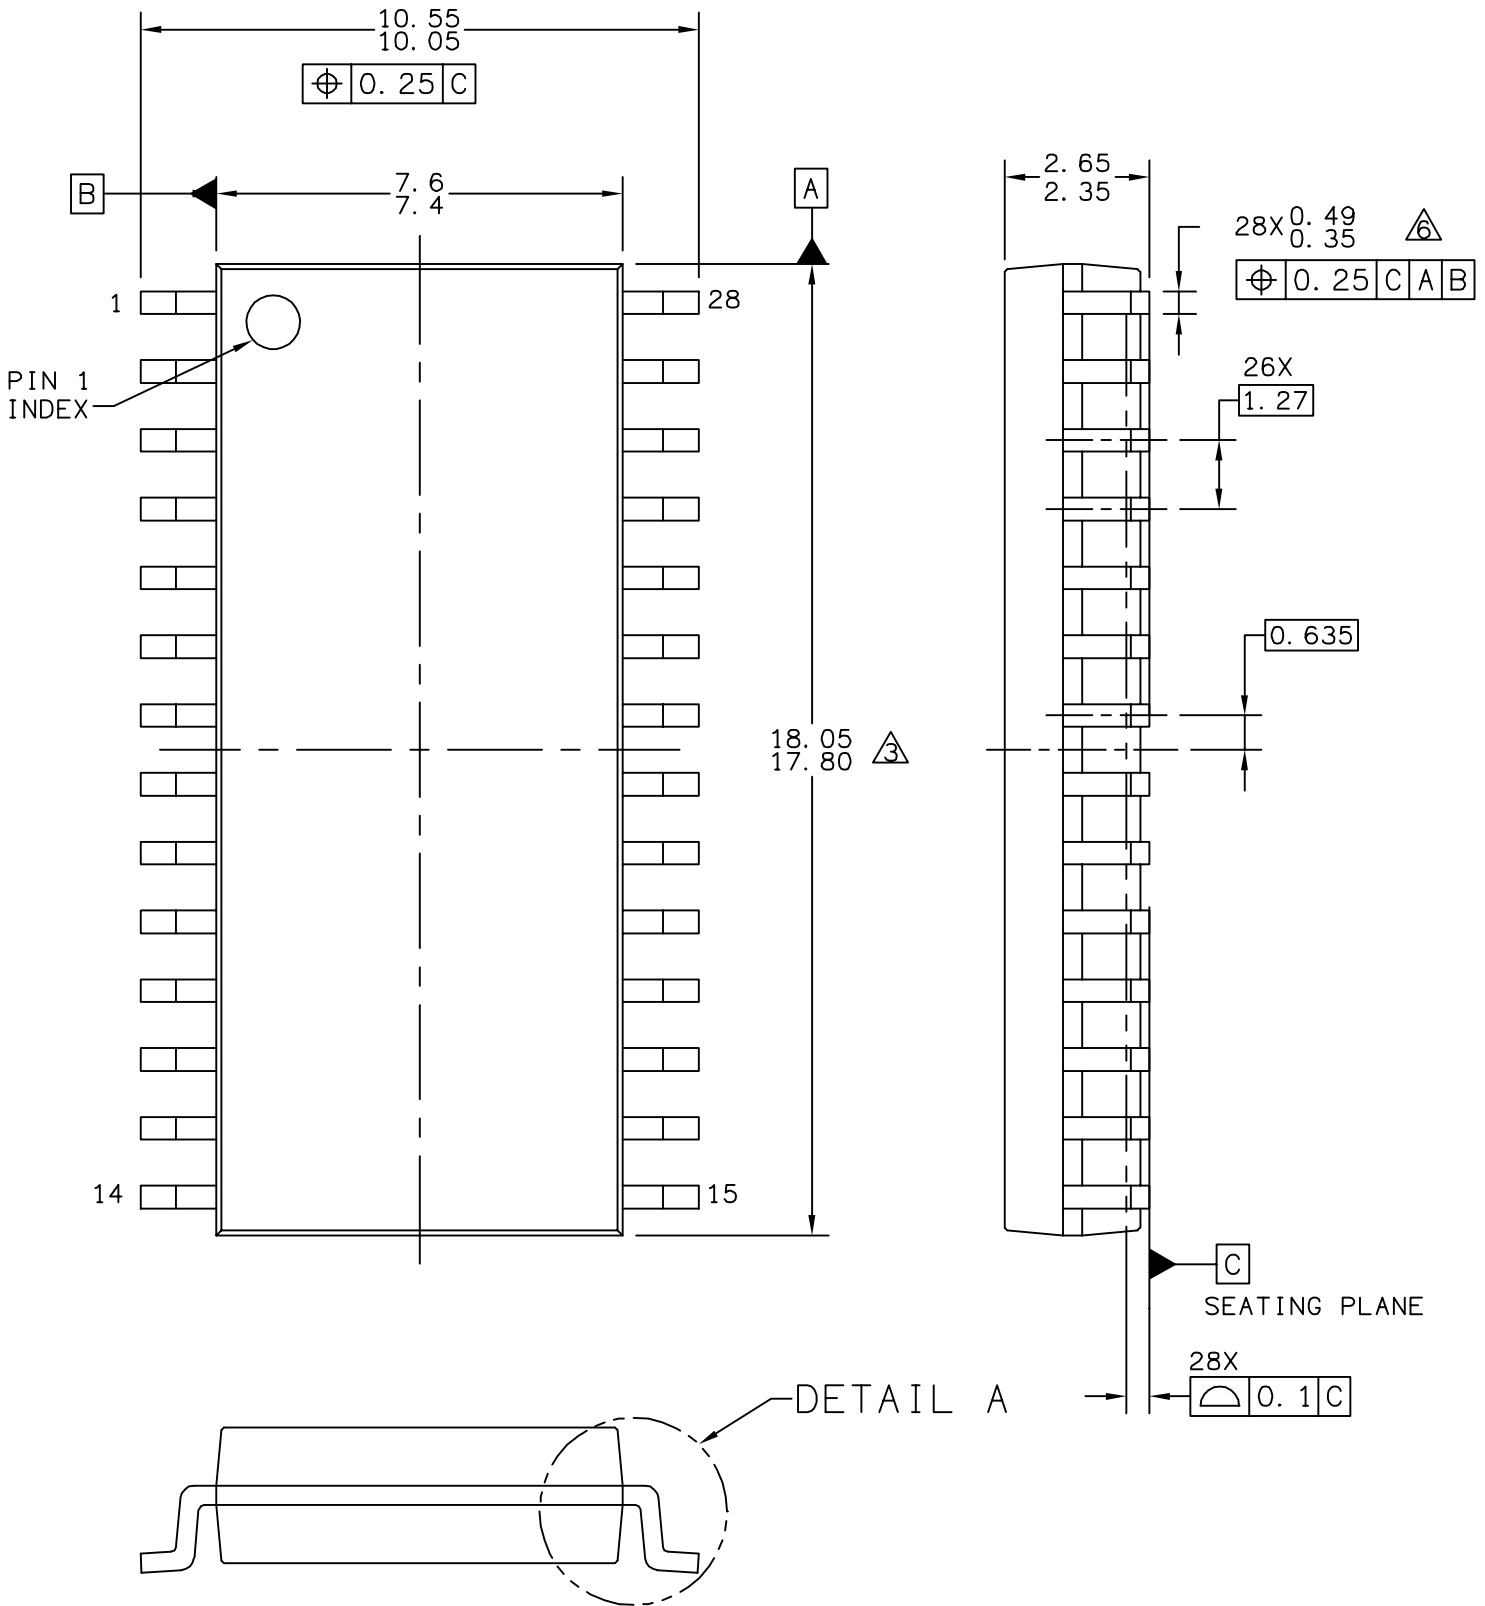 10.55
10.05
⌖ 0.25 C
B
7.6
7.4
A
2.65
2.35
28X 0.49
0.35
6
⌖ 0.25 C A B
1
28
PIN 1
INDEX
26X
1.27
0.635
18.05
17.80
3
14
15
C
SEATING PLANE
28X
⌓ 0.1 C
DETAIL A